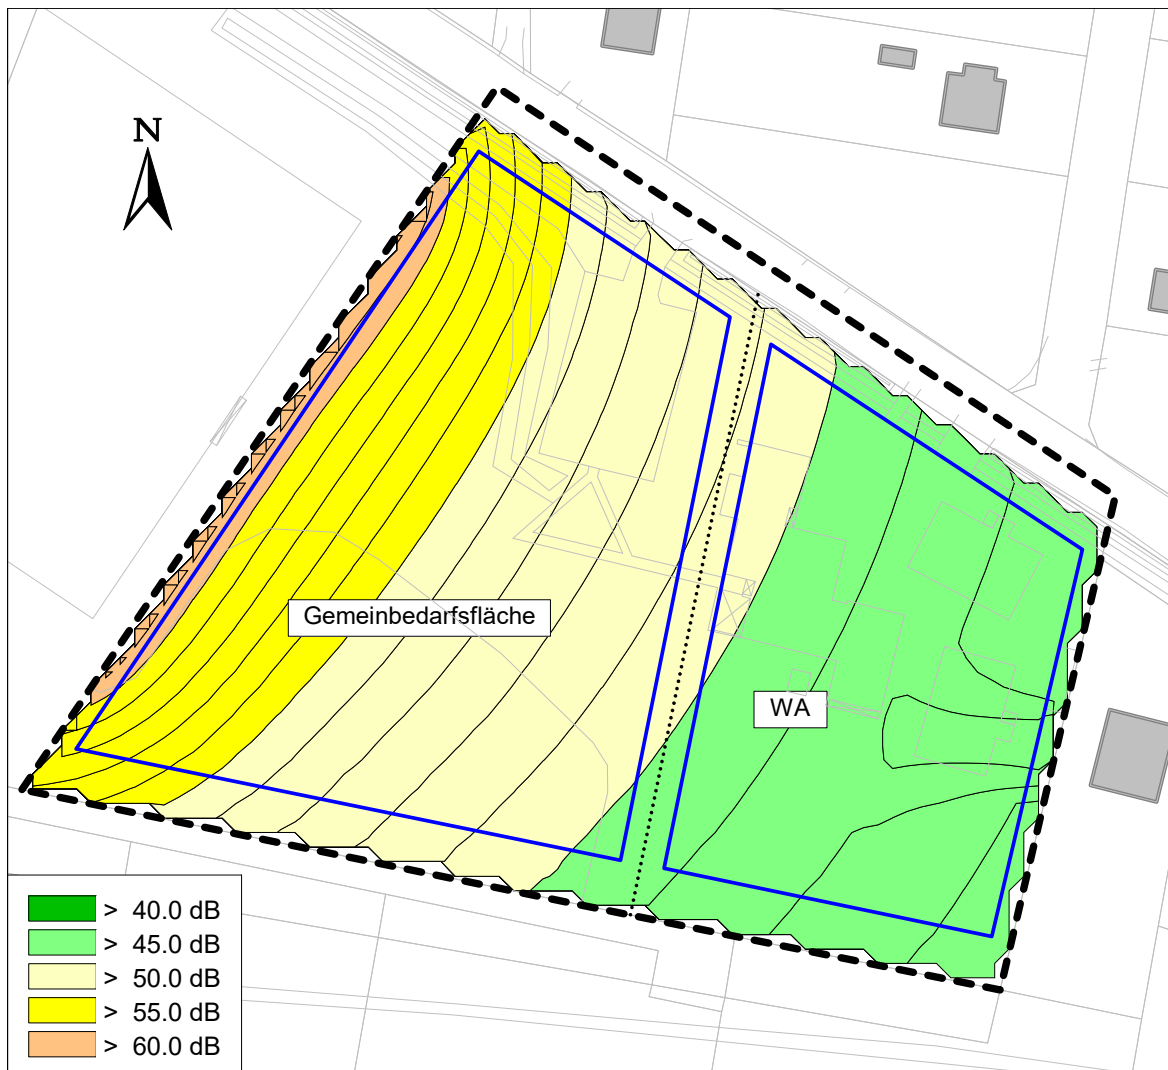 N
Gemeinbedarfsfläche
WA
> 40.0 dB
> 45.0 dB
> 50.0 dB
> 55.0 dB
> 60.0 dB